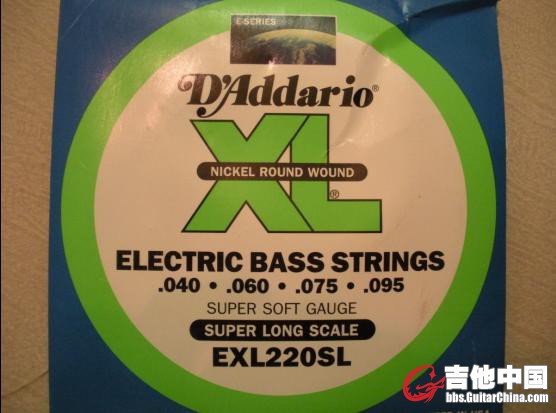 E-SERIES
D'Addario®
XL®
NICKEL ROUND WOUND
ELECTRIC BASS STRINGS
.040 • .060 • .075 • .095
SUPER SOFT GAUGE
SUPER LONG SCALE
EXL220SL
吉他中国
bbs.GuitarChina.com